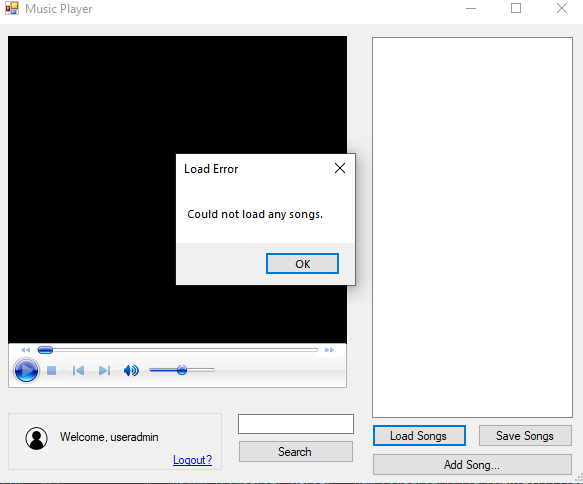 Music Player
Load Error
Could not load any songs.
OK
Welcome, useradmin
Logout?
Search
Load Songs
Save Songs
Add Song...